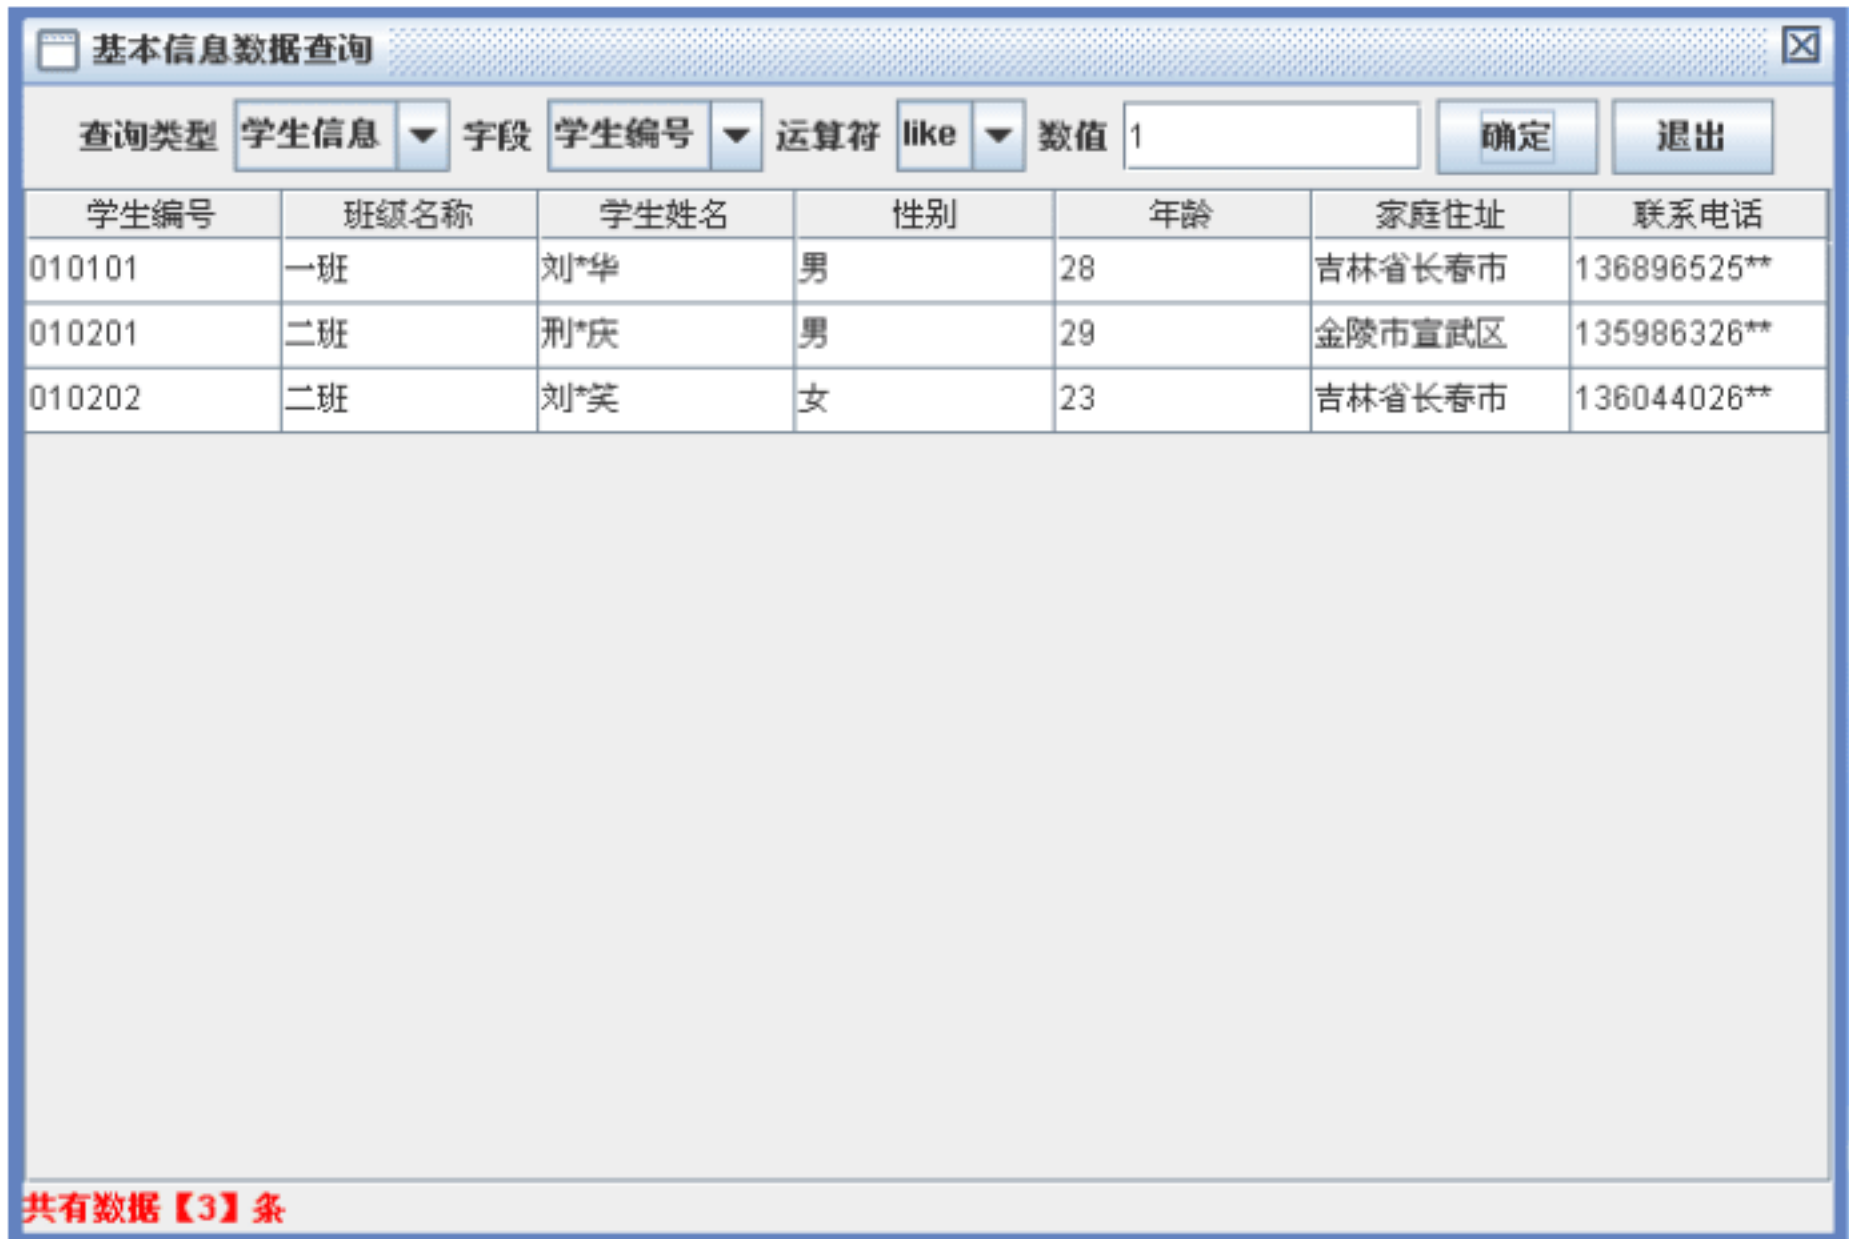 基本信息数据查询
查询类型 学生信息 字段 学生编号 运算符 like 数值 1 确定 退出
学生编号 班级名称 学生姓名 性别 年龄 家庭住址 联系电话
010101 一班 刘*华 男 28 吉林省长春市 136896525**
010201 二班 刑*庆 男 29 金陵市宣武区 135986326**
010202 二班 刘*笑 女 23 吉林省长春市 136044026**
共有数据【3】条